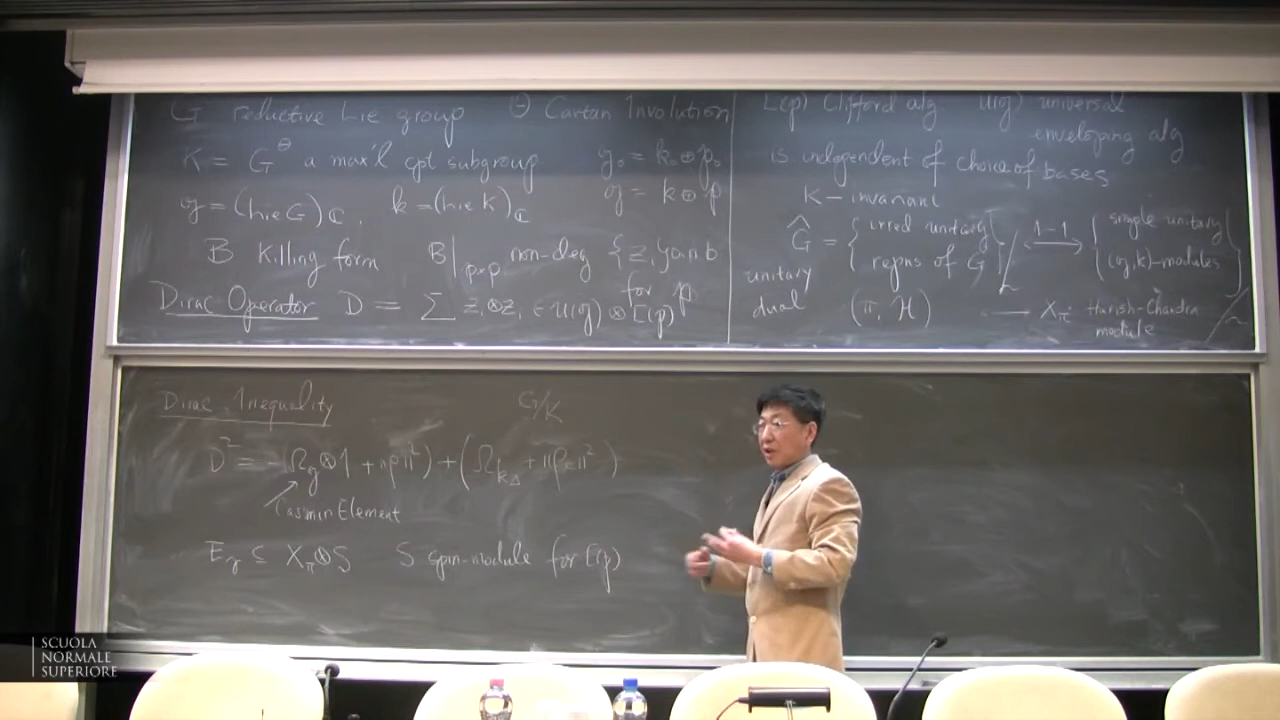 G reductive Lie group Θ Cartan Involution
K = G^Θ a max'l cpt subgroup g₀ = k₀ ⊕ p₀
g = (Lie G)_ℂ, k = (Lie K)_ℂ g = k ⊕ p
B Killing form B|_{p×p} non-deg {z_i} an b
for p
Dirac Operator D = ∑ z_i ⊗ z_i ∈ U(g) ⊗ C(p)
C(p) Clifford alg U(g) universal
enveloping alg
is independent of choice of bases
K-invariant
Ĝ = { irred unitary repns of G }/~ ⟷ 1-1 { simple unitary (g,k)-modules }/~
unitary
dual (π, H) → X_π Harish-Chandra
module
Dirac Inequality G/K
D² = -(Ω_g ⊗ 1 + ||ρ||²) + (Ω_{k_Δ} + ||ρ_c||²)
Casmin Element
E_γ ⊆ X_π ⊗ S S spin-module for C(p)
SCUOLA
NORMALE
SUPERIORE